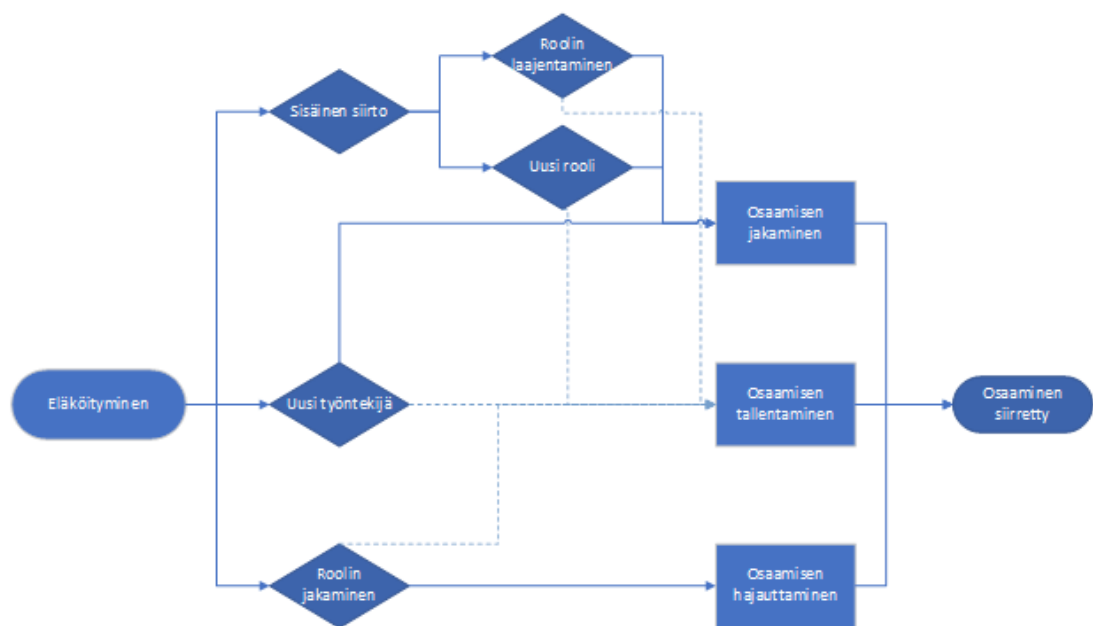 Roolin
laajentaminen
Sisäinen siirto
Uusi rooli
Osaamisen
jakaminen
Eläköityminen
Uusi työntekijä
Osaamisen
tallentaminen
Osaaminen
siirretty
Roolin
jakaminen
Osaamisen
hajauttaminen